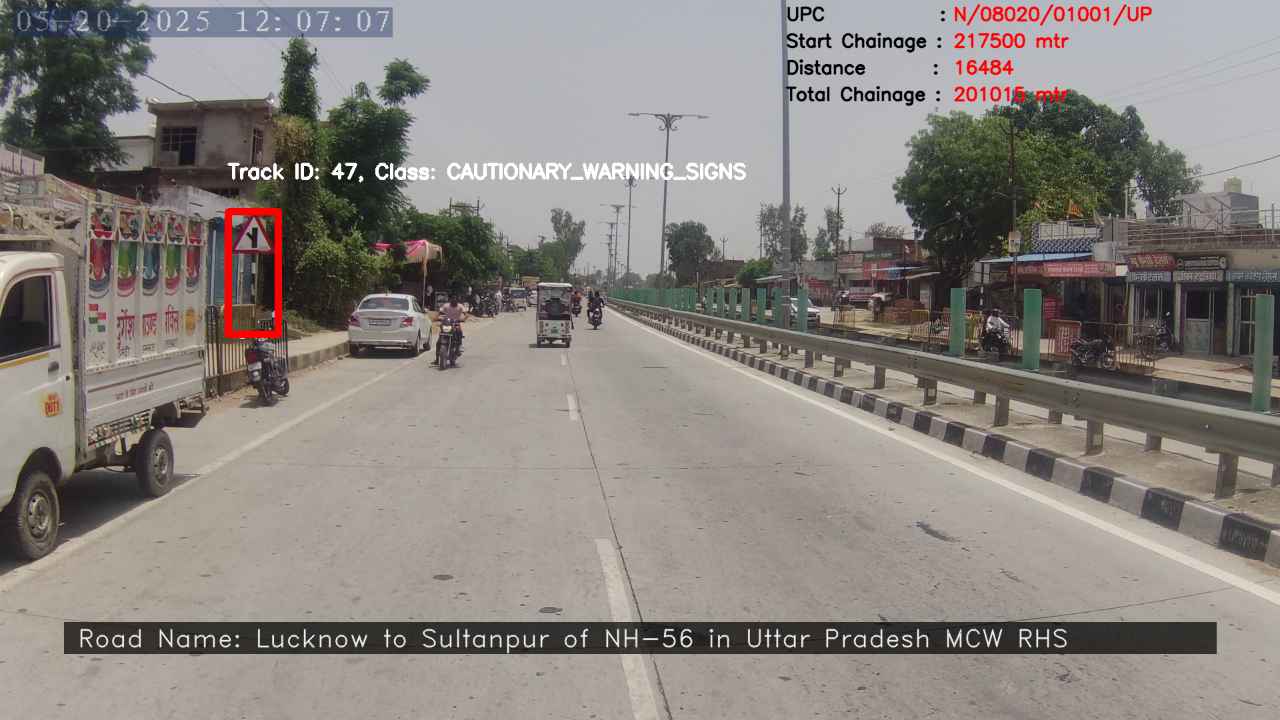 05-20-2025 12:07:07
UPC : N/08020/01001/UP
Start Chainage : 217500 mtr
Distance : 16484
Total Chainage : 201015 mtr
Track ID: 47, Class: CAUTIONARY_WARNING_SIGNS
Road Name: Lucknow to Sultanpur of NH-56 in Uttar Pradesh MCW RHS